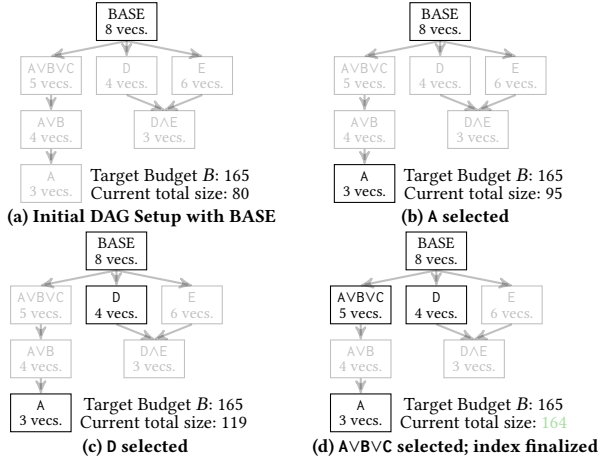 BASE
8 vecs.
A∨B∨C
5 vecs.
D
4 vecs.
E
6 vecs.
A∨B
4 vecs.
D∧E
3 vecs.
A
3 vecs.
Target Budget B: 165
Current total size: 80
(a) Initial DAG Setup with BASE
BASE
8 vecs.
A∨B∨C
5 vecs.
D
4 vecs.
E
6 vecs.
A∨B
4 vecs.
D∧E
3 vecs.
A
3 vecs.
Target Budget B: 165
Current total size: 95
(b) A selected
BASE
8 vecs.
A∨B∨C
5 vecs.
D
4 vecs.
E
6 vecs.
A∨B
4 vecs.
D∧E
3 vecs.
A
3 vecs.
Target Budget B: 165
Current total size: 119
(c) D selected
BASE
8 vecs.
A∨B∨C
5 vecs.
D
4 vecs.
E
6 vecs.
A∨B
4 vecs.
D∧E
3 vecs.
A
3 vecs.
Target Budget B: 165
Current total size: 164
(d) A∨B∨C selected; index finalized